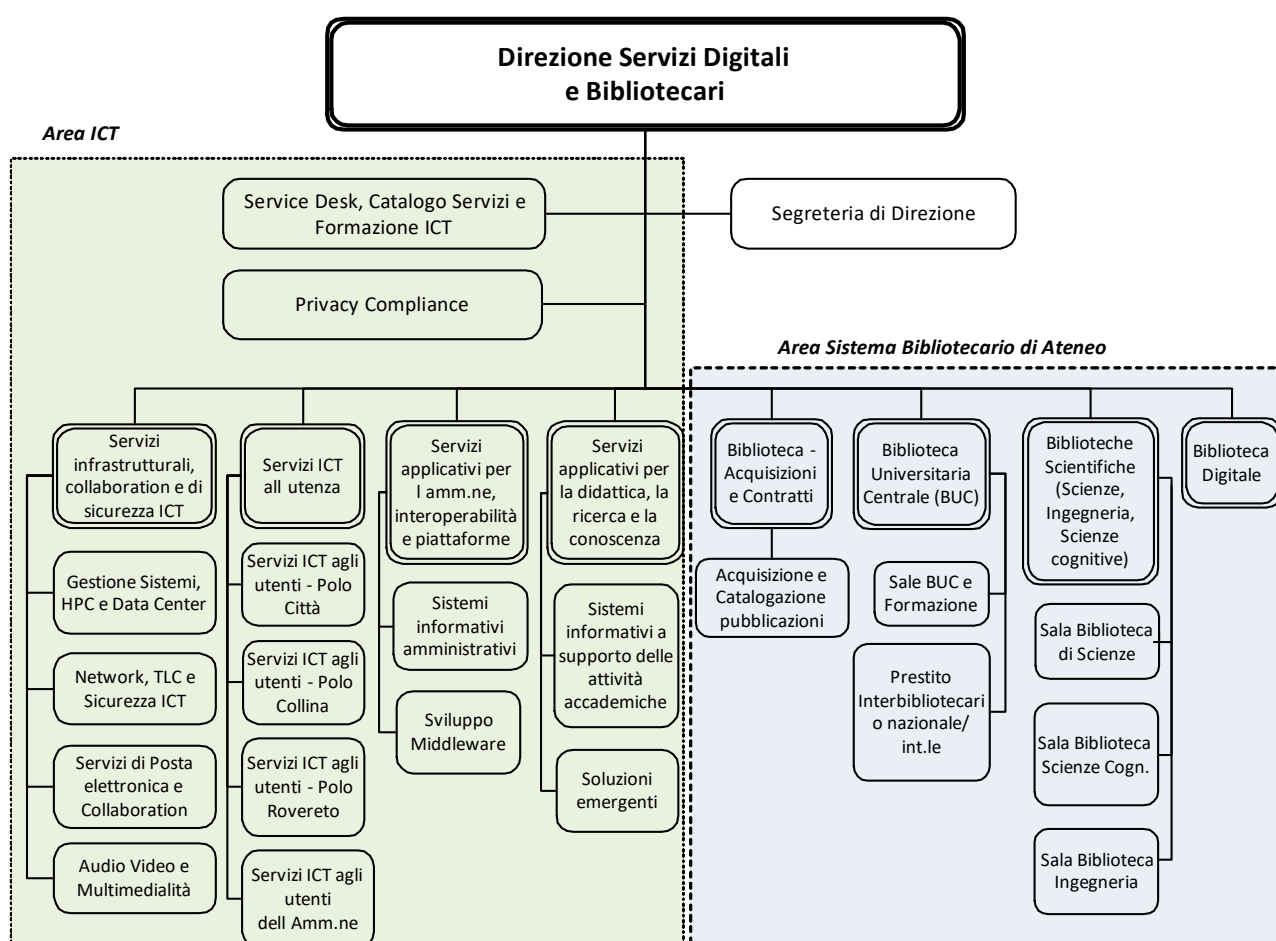 Direzione Servizi Digitali
e Bibliotecari
Area ICT
Service Desk, Catalogo Servizi e
Formazione ICT
Segreteria di Direzione
Privacy Compliance
Area Sistema Bibliotecario di Ateneo
Servizi
infrastrutturali,
collaboration e di
sicurezza ICT
Servizi ICT
all utenza
Servizi
applicativi per
l amm.ne,
interoperabilità
e piattaforme
Servizi
applicativi per
la didattica, la
ricerca e la
conoscenza
Biblioteca -
Acquisizioni
e Contratti
Biblioteca
Universitaria
Centrale (BUC)
Biblioteche
Scientifiche
(Scienze,
Ingegneria,
Scienze
cognitive)
Biblioteca
Digitale
Gestione Sistemi,
HPC e Data Center
Network, TLC e
Sicurezza ICT
Servizi di Posta
elettronica e
Collaboration
Audio Video e
Multimedialità
Servizi ICT agli
utenti - Polo
Città
Servizi ICT agli
utenti - Polo
Collina
Servizi ICT agli
utenti - Polo
Rovereto
Servizi ICT agli
utenti
dell Amm.ne
Sistemi
informativi
amministrativi
Sviluppo
Middleware
Sistemi
informativi a
supporto delle
attività
accademiche
Soluzioni
emergenti
Acquisizione e
Catalogazione
pubblicazioni
Sale BUC e
Formazione
Prestito
Interbibliotecari
o nazionale/
int.le
Sala Biblioteca
di Scienze
Sala Biblioteca
Scienze Cogn.
Sala Biblioteca
Ingegneria